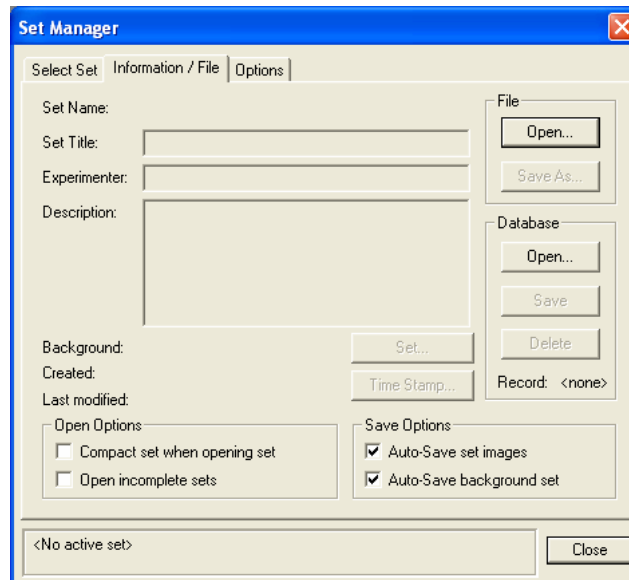 Set Manager
Select Set
Information / File
Options
Set Name:
Set Title:
Experimenter:
Description:
File
Open...
Save As...
Database
Open...
Save
Delete
Record: <none>
Background:
Set...
Created:
Time Stamp...
Last modified:
Open Options
Compact set when opening set
Open incomplete sets
Save Options
Auto-Save set images
Auto-Save background set
<No active set>
Close